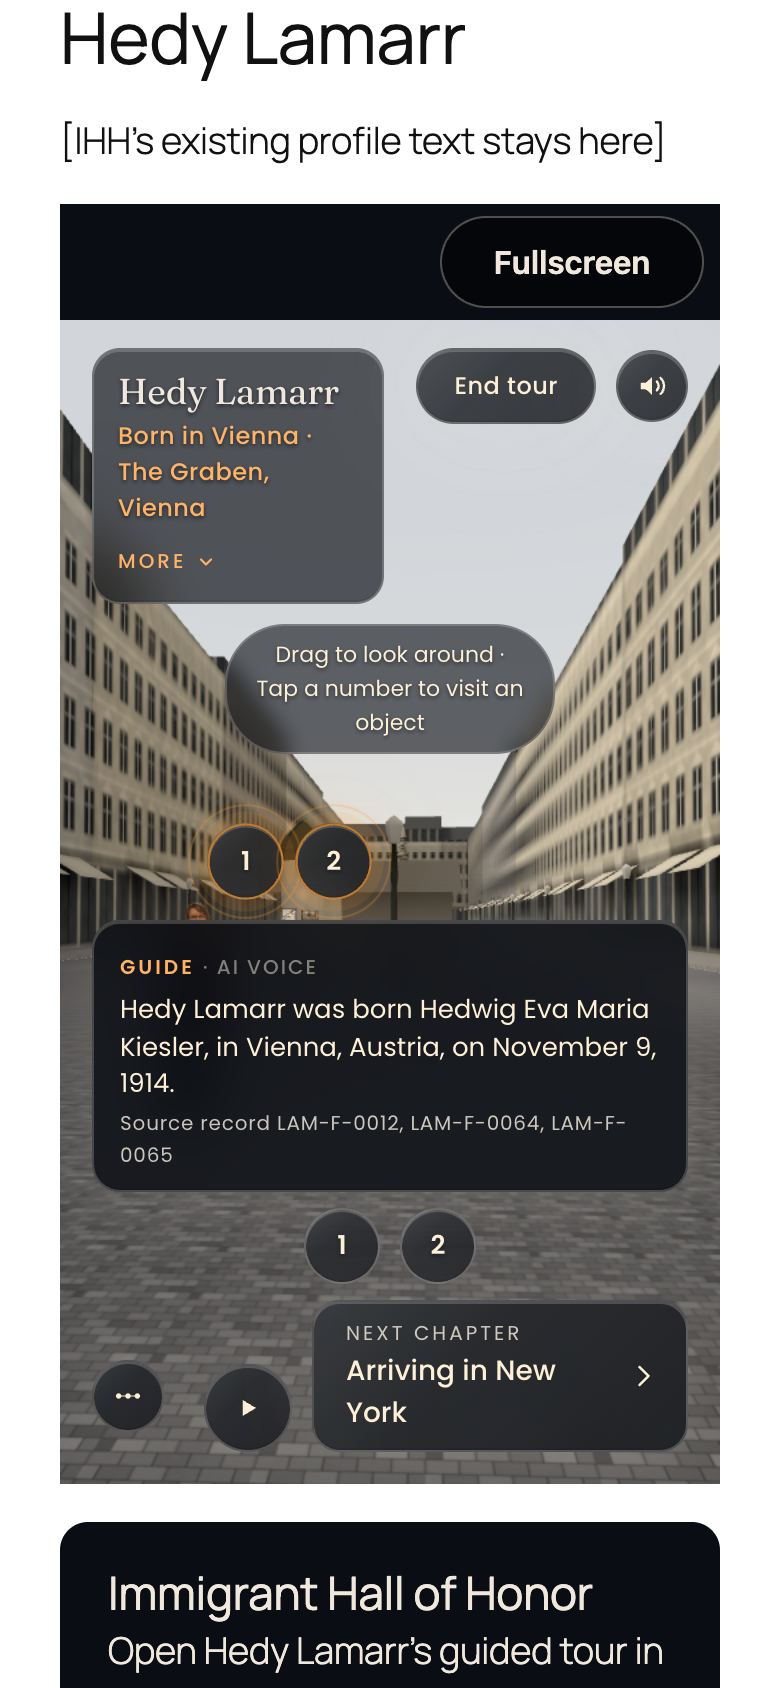 Hedy Lamarr
[IHH's existing profile text stays here]
Fullscreen
Hedy Lamarr
Born in Vienna ·
The Graben,
Vienna
MORE
End tour
Drag to look around ·
Tap a number to visit an
object
1
2
GUIDE · AI VOICE
Hedy Lamarr was born Hedwig Eva Maria
Kiesler, in Vienna, Austria, on November 9,
1914.
Source record LAM-F-0012, LAM-F-0064, LAM-F-
0065
1
2
NEXT CHAPTER
Arriving in New
York
Immigrant Hall of Honor
Open Hedy Lamarr's guided tour in